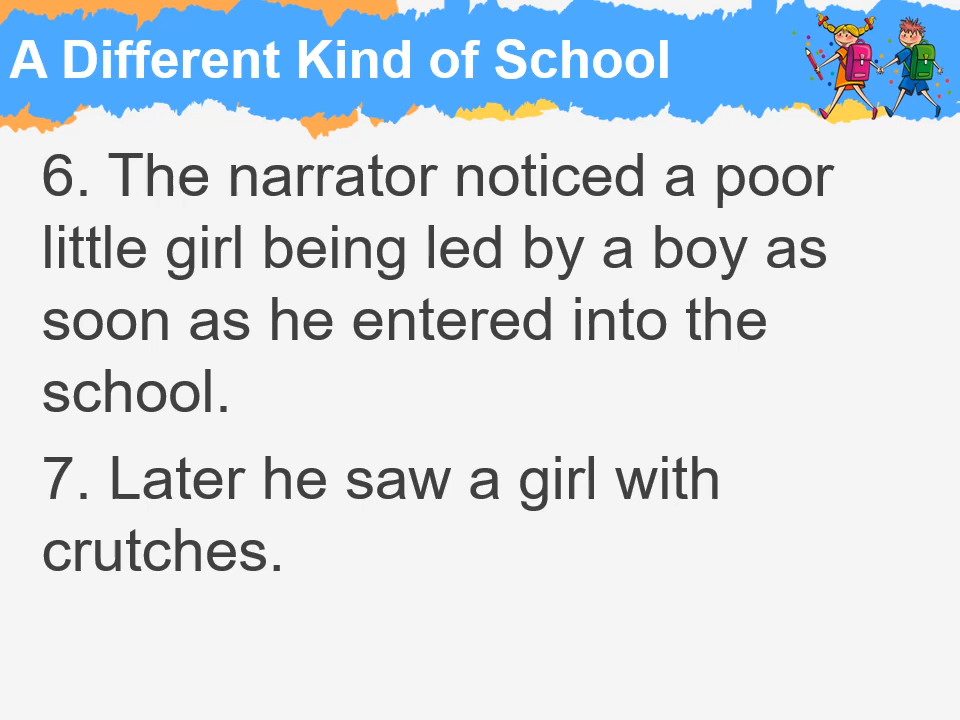 A Different Kind of School
6. The narrator noticed a poor
little girl being led by a boy as
soon as he entered into the
school.
7. Later he saw a girl with
crutches.